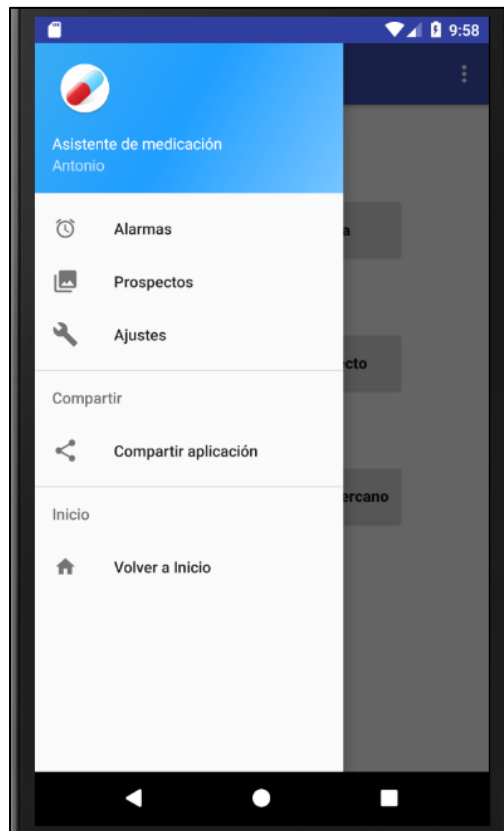 9:58
Asistente de medicación
Antonio
Alarmas
a
Prospectos
Ajustes
cto
Compartir
Compartir aplicación
ercano
Inicio
Volver a Inicio